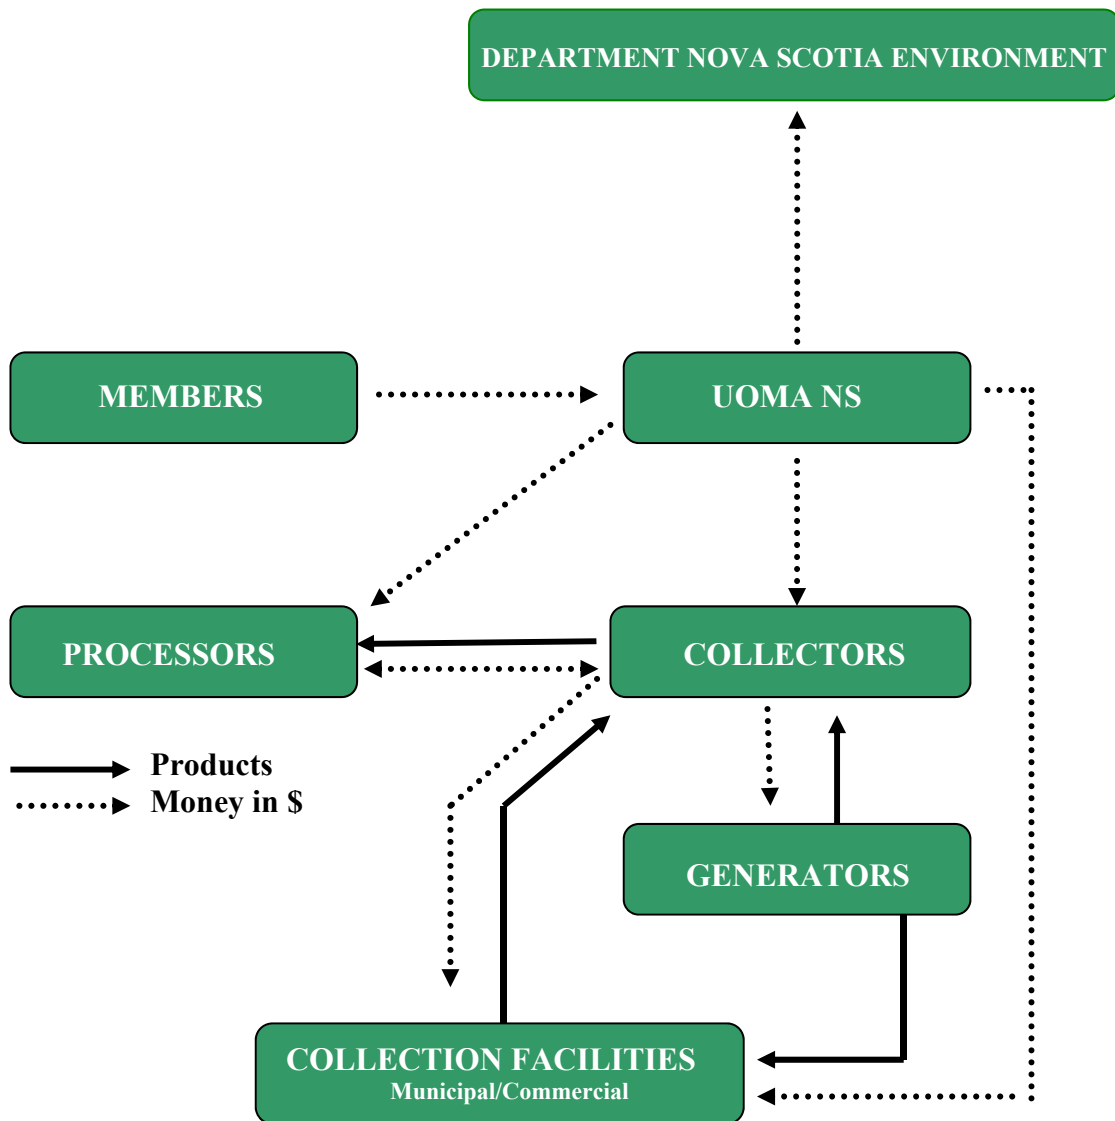 DEPARTMENT NOVA SCOTIA ENVIRONMENT
MEMBERS
UOMA NS
PROCESSORS
COLLECTORS
Products
Money in $
GENERATORS
COLLECTION FACILITIES
Municipal/Commercial